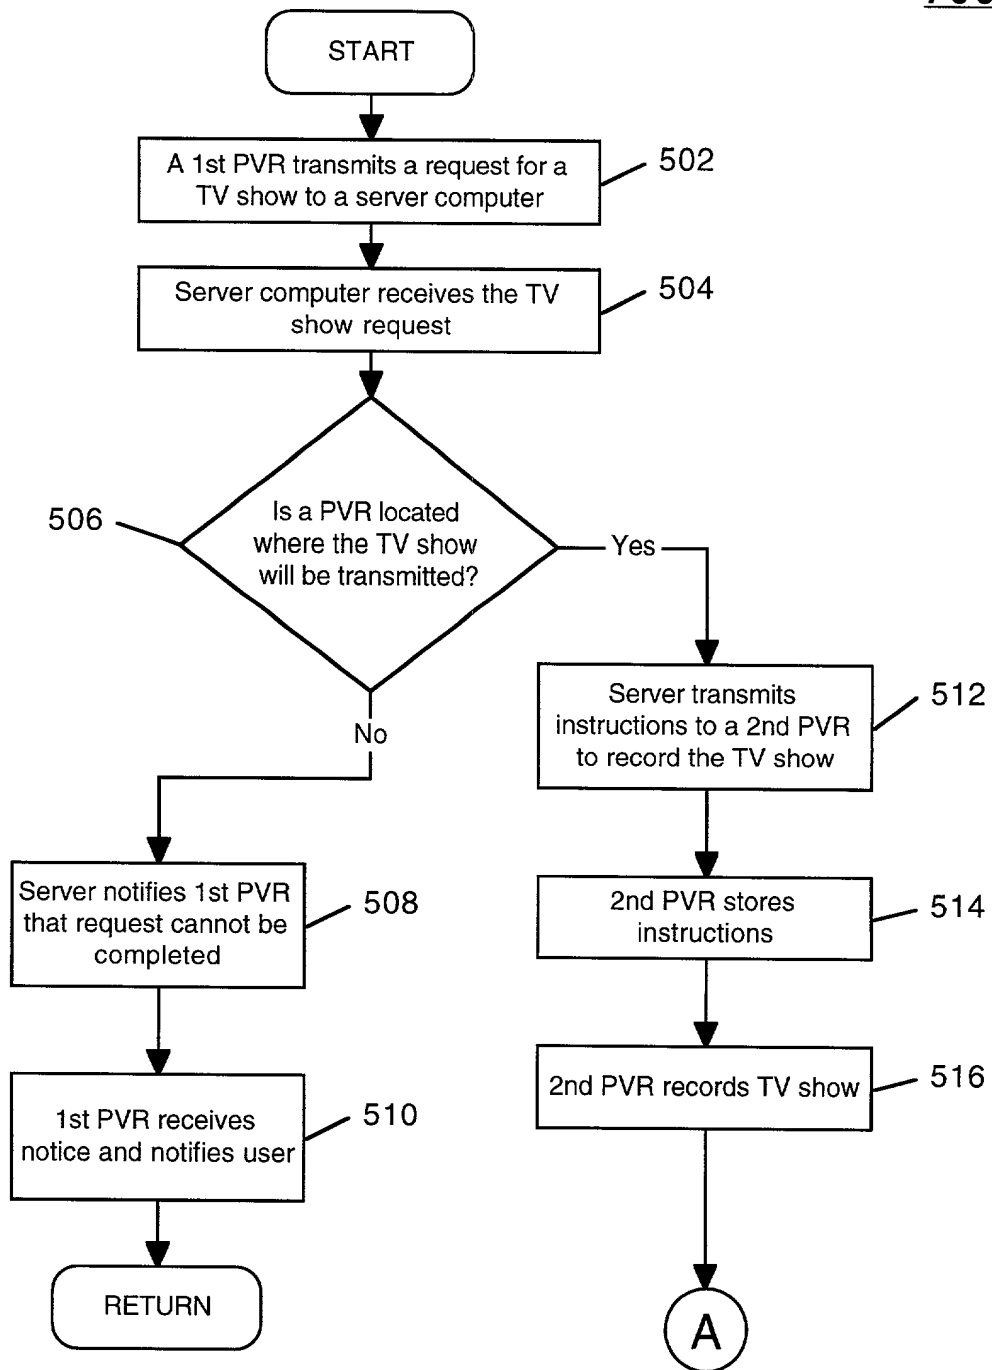 START
A 1st PVR transmits a request for a
TV show to a server computer
502
Server computer receives the TV
show request
504
Is a PVR located
where the TV show
will be transmitted?
506
Yes
No
Server transmits
instructions to a 2nd PVR
to record the TV show
512
2nd PVR stores
instructions
514
2nd PVR records TV show
516
A
Server notifies 1st PVR
that request cannot be
completed
508
1st PVR receives
notice and notifies user
510
RETURN